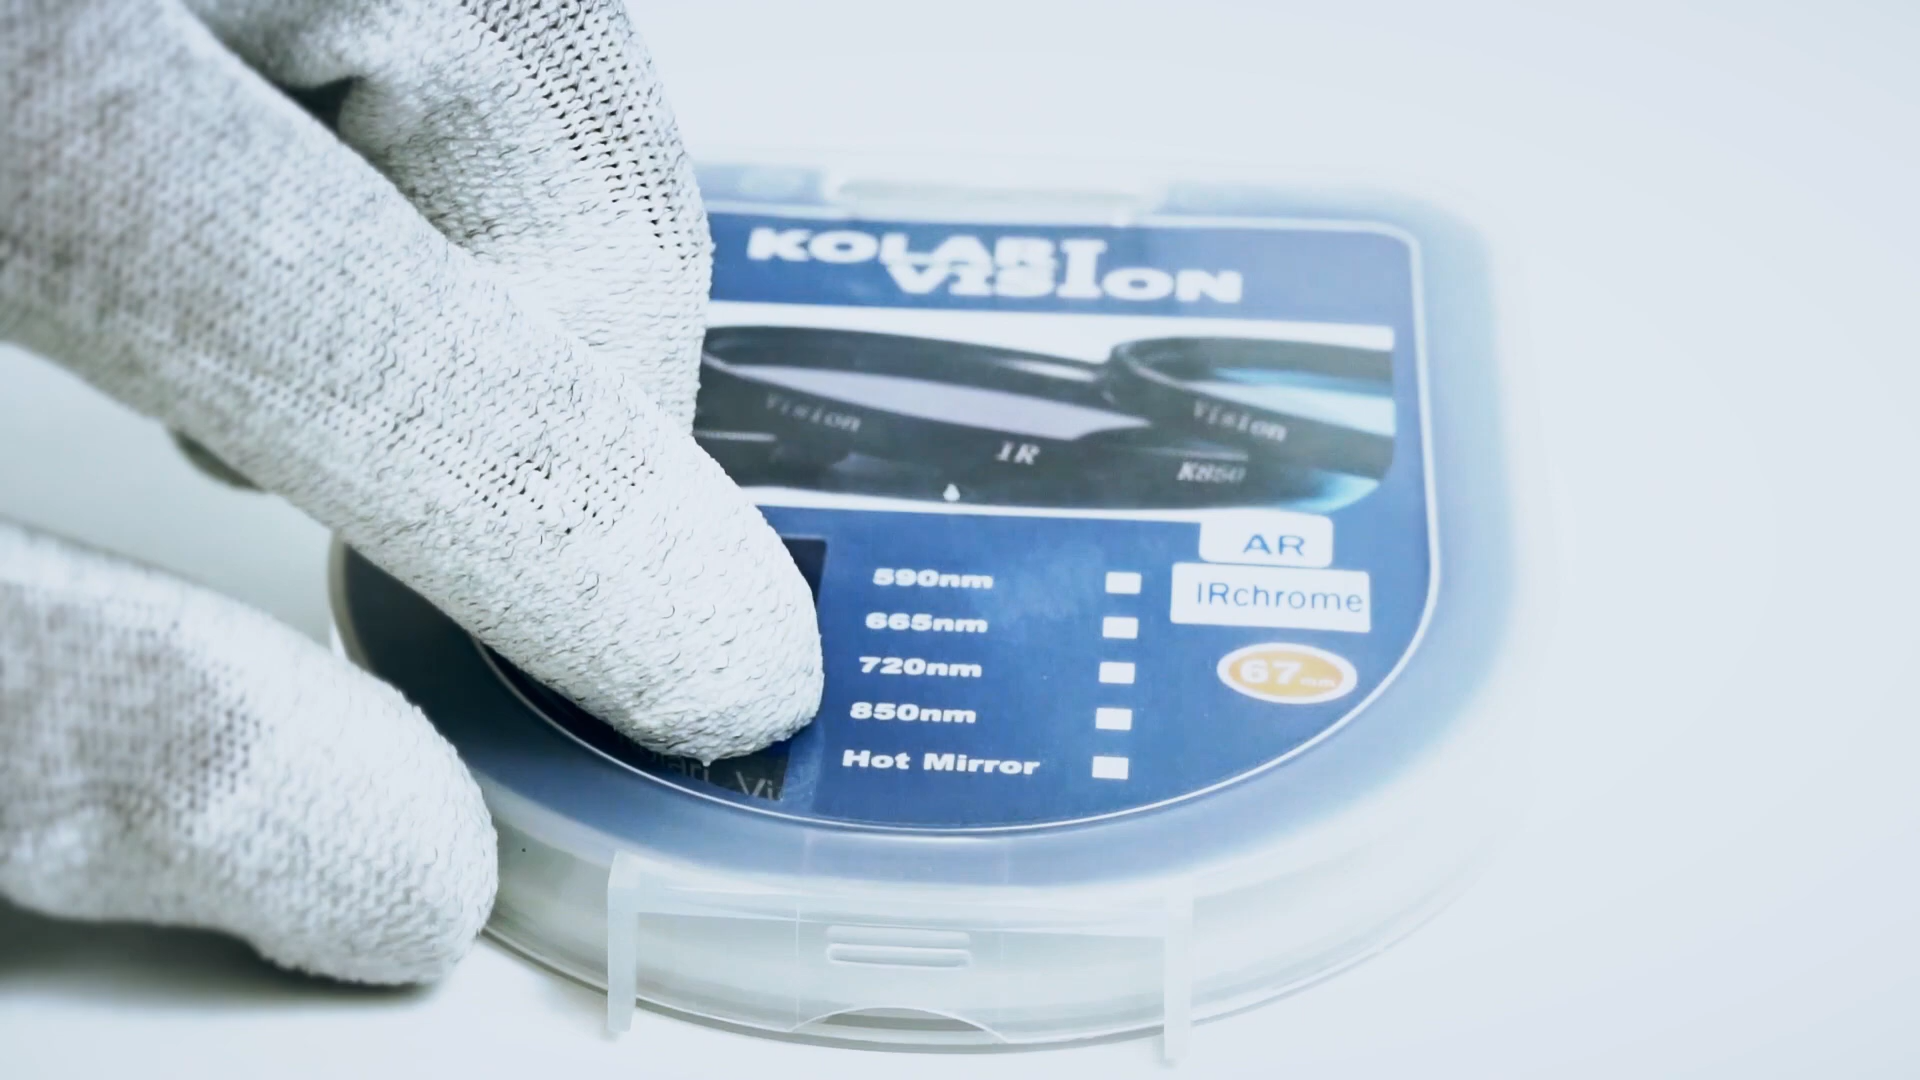 KOLARI
VISION
Vision
IR
Vision
K850
AR
IRchrome
590nm
665nm
720nm
850nm
Hot Mirror
67mm